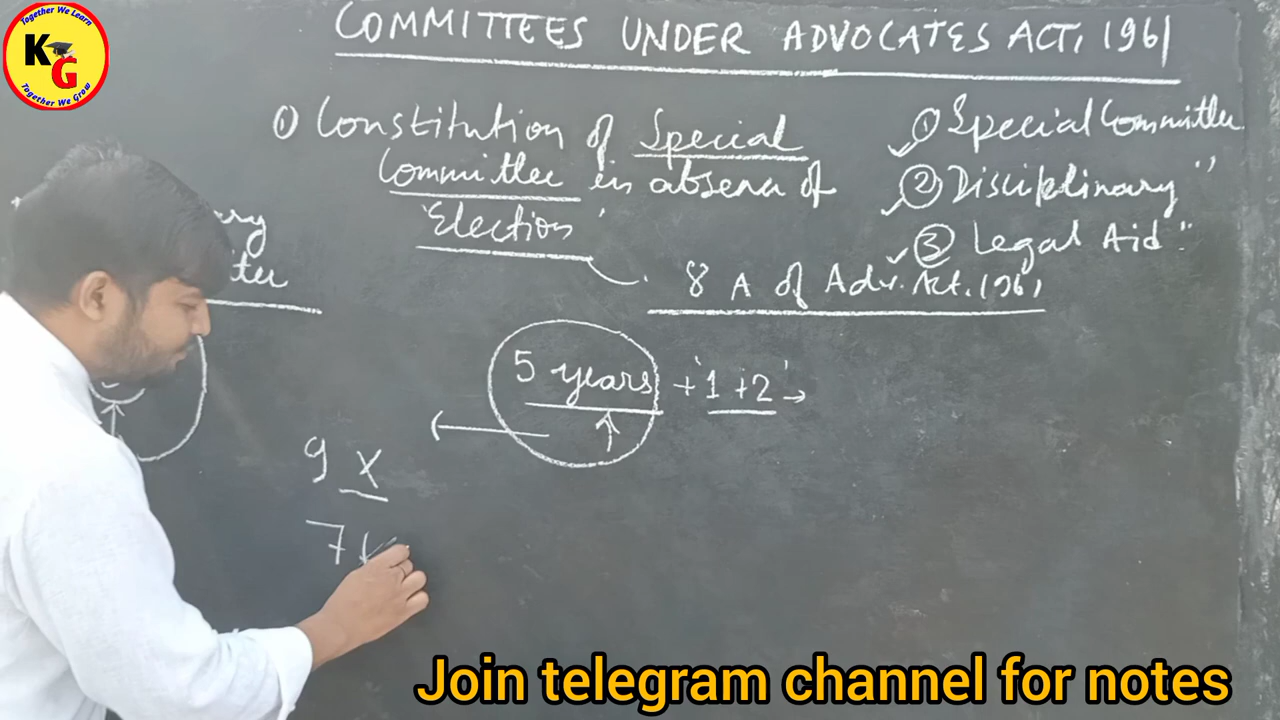 Together We Learn
KG
Together We Grow
COMMITTEES UNDER ADVOCATES ACT, 1961
① Constitution of Special
Committee in absence of
'Election'
8 A of Adv. Act, 1961
① Special Committee
② Disciplinary "
③ Legal Aid "
5 years + '1+2' →
9 X
7
Join telegram channel for notes